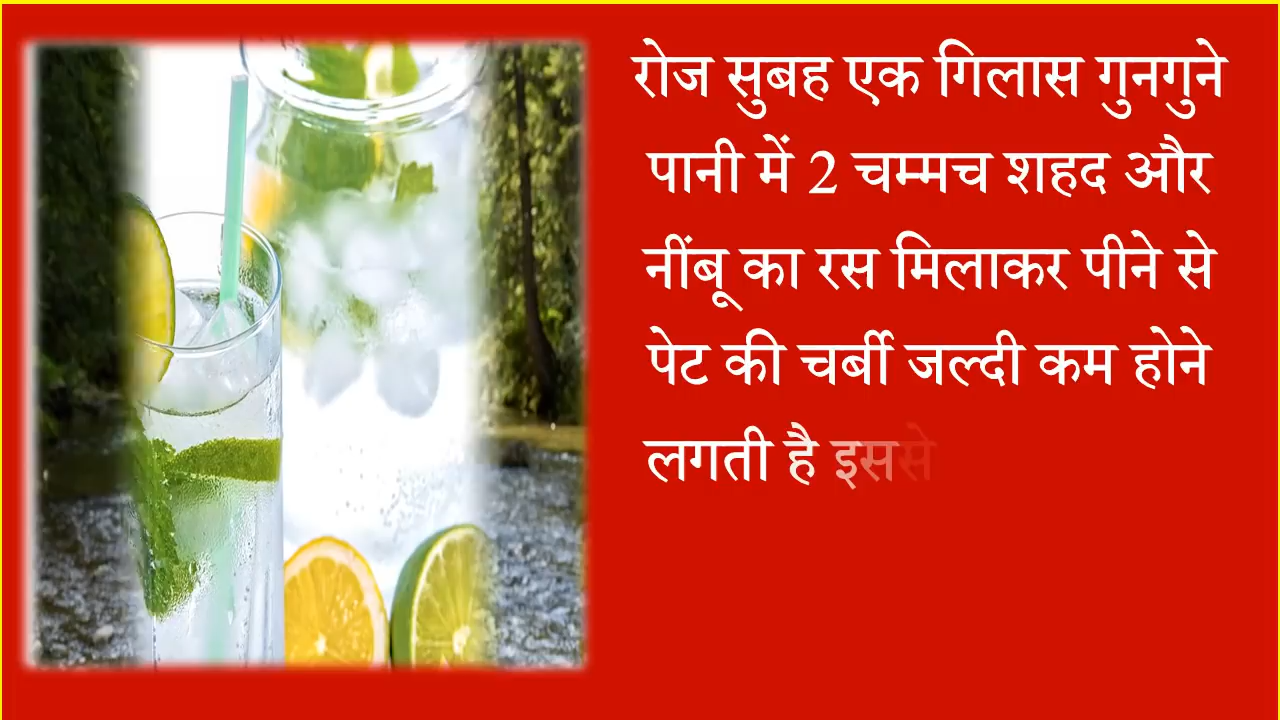 रोज सुबह एक गिलास गुनगुने
पानी में 2 चम्मच शहद और
नींबू का रस मिलाकर पीने से
पेट की चर्बी जल्दी कम होने
लगती है इससे